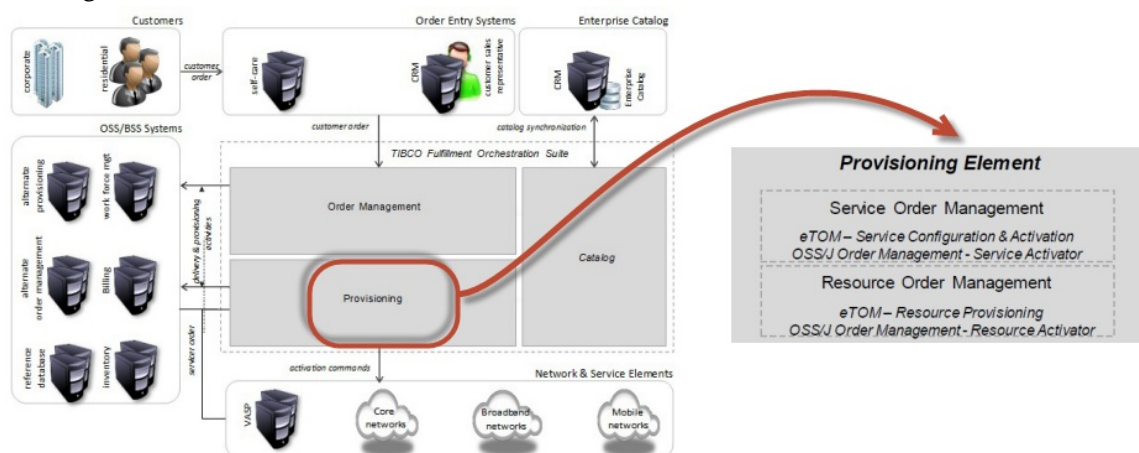 Customers
Order Entry Systems
Enterprise Catalog
corporate
residential
customer
order
self-care
CRM
customer sales
representative
CRM
Enterprise
Catalog
customer order
catalog synchronization
OSS/BSS Systems
TIBCO Fulfillment Orchestration Suite
alternate
provisioning
work force mgt
Order Management
delivery & provisioning
activities
Catalog
alternate
order management
Billing
Provisioning
reference
database
inventory
servicer order
activation commands
Network & Service Elements
VASP
Core
networks
Broadband
networks
Mobile
networks
Provisioning Element
Service Order Management
eTOM – Service Configuration & Activation
OSS/J Order Management - Service Activator
Resource Order Management
eTOM – Resource Provisioning
OSS/J Order Management - Resource Activator